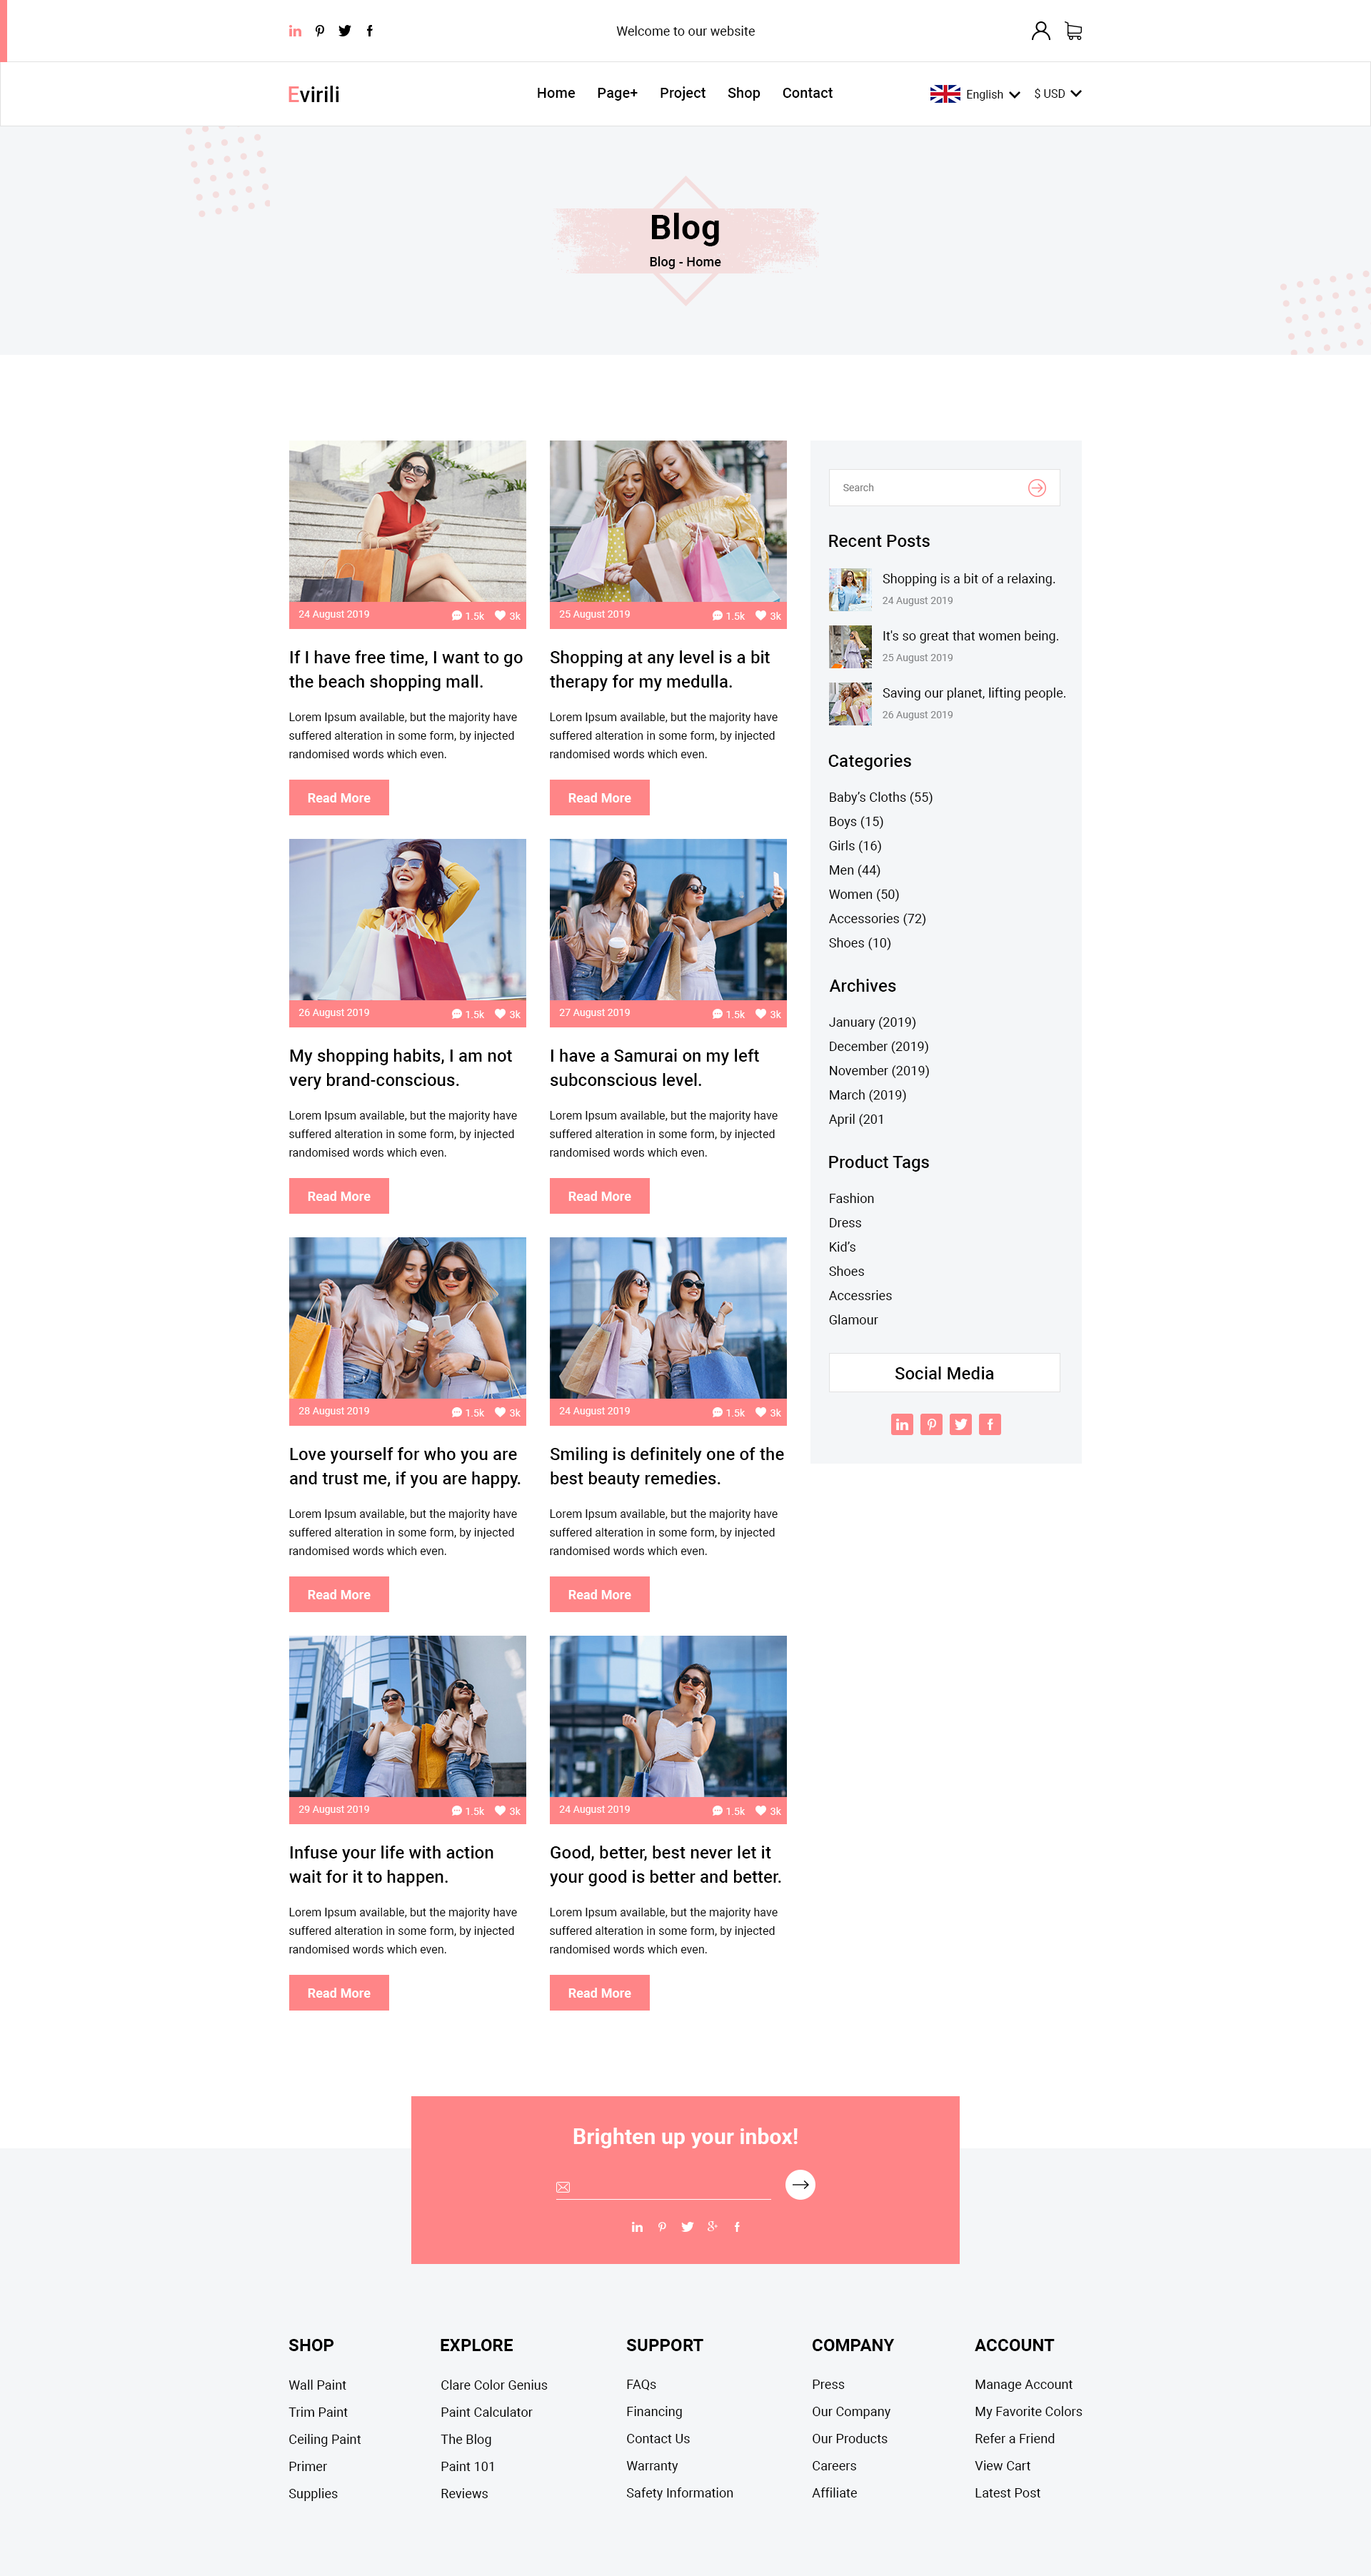 Welcome to our website
Evirili
Home Page+ Project Shop Contact
English $ USD
Blog
Blog - Home
24 August 2019 1.5k 3k
If I have free time, I want to go
the beach shopping mall.
Lorem Ipsum available, but the majority have
suffered alteration in some form, by injected
randomised words which even.
Read More
25 August 2019 1.5k 3k
Shopping at any level is a bit
therapy for my medulla.
Lorem Ipsum available, but the majority have
suffered alteration in some form, by injected
randomised words which even.
Read More
26 August 2019 1.5k 3k
My shopping habits, I am not
very brand-conscious.
Lorem Ipsum available, but the majority have
suffered alteration in some form, by injected
randomised words which even.
Read More
27 August 2019 1.5k 3k
I have a Samurai on my left
subconscious level.
Lorem Ipsum available, but the majority have
suffered alteration in some form, by injected
randomised words which even.
Read More
28 August 2019 1.5k 3k
Love yourself for who you are
and trust me, if you are happy.
Lorem Ipsum available, but the majority have
suffered alteration in some form, by injected
randomised words which even.
Read More
24 August 2019 1.5k 3k
Smiling is definitely one of the
best beauty remedies.
Lorem Ipsum available, but the majority have
suffered alteration in some form, by injected
randomised words which even.
Read More
29 August 2019 1.5k 3k
Infuse your life with action
wait for it to happen.
Lorem Ipsum available, but the majority have
suffered alteration in some form, by injected
randomised words which even.
Read More
24 August 2019 1.5k 3k
Good, better, best never let it
your good is better and better.
Lorem Ipsum available, but the majority have
suffered alteration in some form, by injected
randomised words which even.
Read More
Search
Recent Posts
Shopping is a bit of a relaxing.
24 August 2019
It's so great that women being.
25 August 2019
Saving our planet, lifting people.
26 August 2019
Categories
Baby’s Cloths (55)
Boys (15)
Girls (16)
Men (44)
Women (50)
Accessories (72)
Shoes (10)
Archives
January (2019)
December (2019)
November (2019)
March (2019)
April (201
Product Tags
Fashion
Dress
Kid’s
Shoes
Accessries
Glamour
Social Media
Brighten up your inbox!
SHOP
Wall Paint
Trim Paint
Ceiling Paint
Primer
Supplies
EXPLORE
Clare Color Genius
Paint Calculator
The Blog
Paint 101
Reviews
SUPPORT
FAQs
Financing
Contact Us
Warranty
Safety Information
COMPANY
Press
Our Company
Our Products
Careers
Affiliate
ACCOUNT
Manage Account
My Favorite Colors
Refer a Friend
View Cart
Latest Post